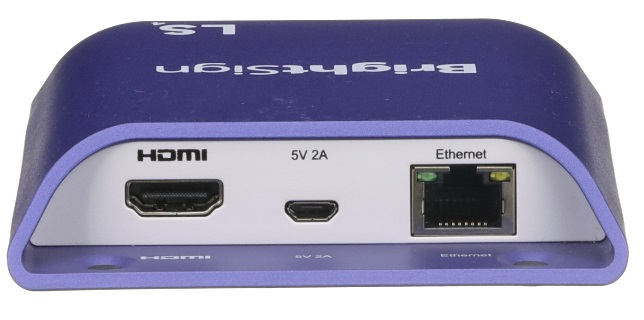 LS
BrightSign
HDMI
5V 2A
Ethernet
HDMI
5V 2A
Ethernet